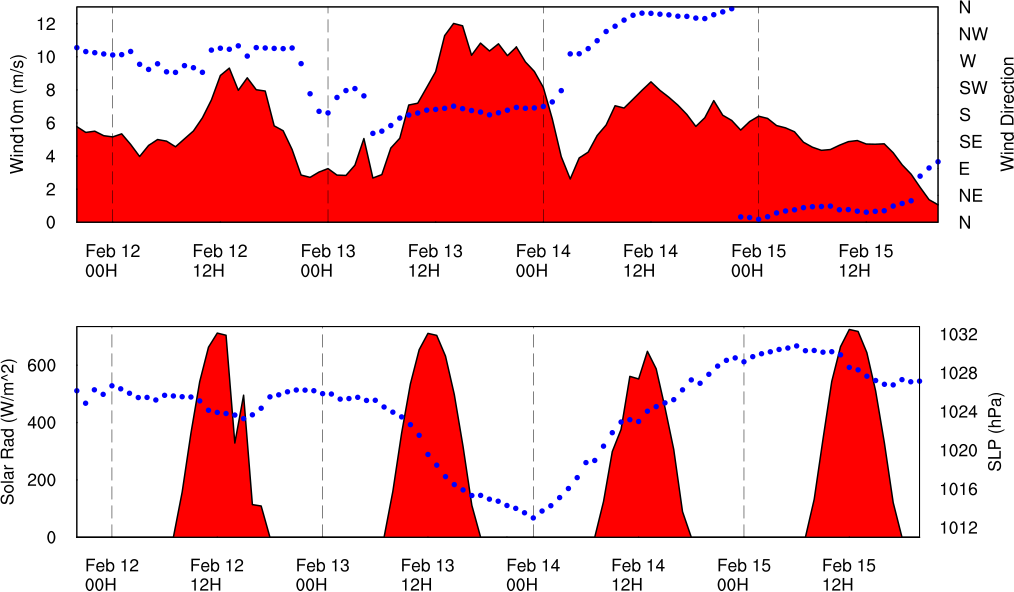 12
10
8
6
4
2
0
Wind10m (m/s)
N
NW
W
SW
S
SE
E
NE
N
Wind Direction
Feb 12 Feb 12 Feb 13 Feb 13 Feb 14 Feb 14 Feb 15 Feb 15
00H 12H 00H 12H 00H 12H 00H 12H
600
400
200
0
Solar Rad (W/m^2)
1032
1028
1024
1020
1016
1012
SLP (hPa)
Feb 12 Feb 12 Feb 13 Feb 13 Feb 14 Feb 14 Feb 15 Feb 15
00H 12H 00H 12H 00H 12H 00H 12H